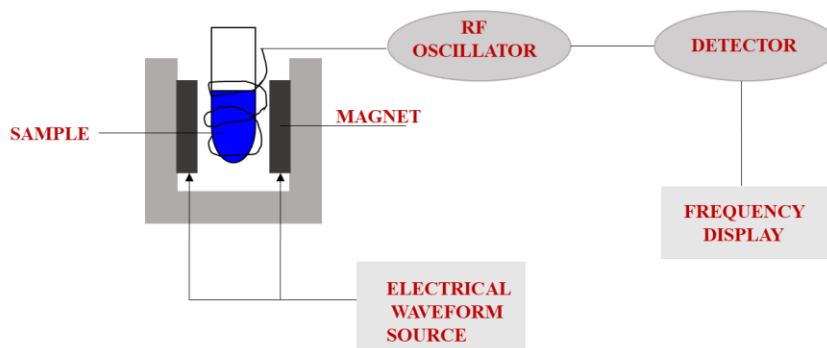 RF
OSCILLATOR
DETECTOR
SAMPLE
MAGNET
FREQUENCY
DISPLAY
ELECTRICAL
WAVEFORM
SOURCE